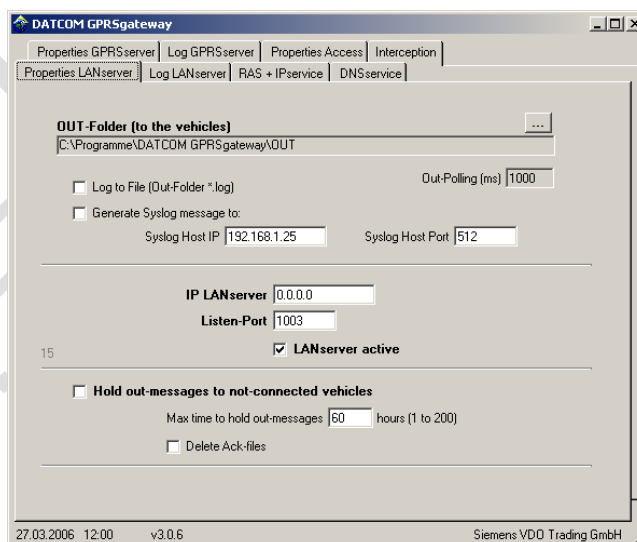 DATCOM GPRSgateway
Properties GPRSserver Log GPRSserver Properties Access Interception
Properties LANserver Log LANserver RAS + IPservice DNSservice
OUT-Folder (to the vehicles) ...
C:\Programme\DATCOM GPRSgateway\OUT
Log to File (Out-Folder *.log) Out-Polling (ms) 1000
Generate Syslog message to:
Syslog Host IP 192.168.1.25 Syslog Host Port 512
IP LANserver 0.0.0.0
Listen-Port 1003
15 LANserver active
Hold out-messages to not-connected vehicles
Max time to hold out-messages 60 hours (1 to 200)
Delete Ack-files
27.03.2006 12:00 v3.0.6 Siemens VDO Trading GmbH